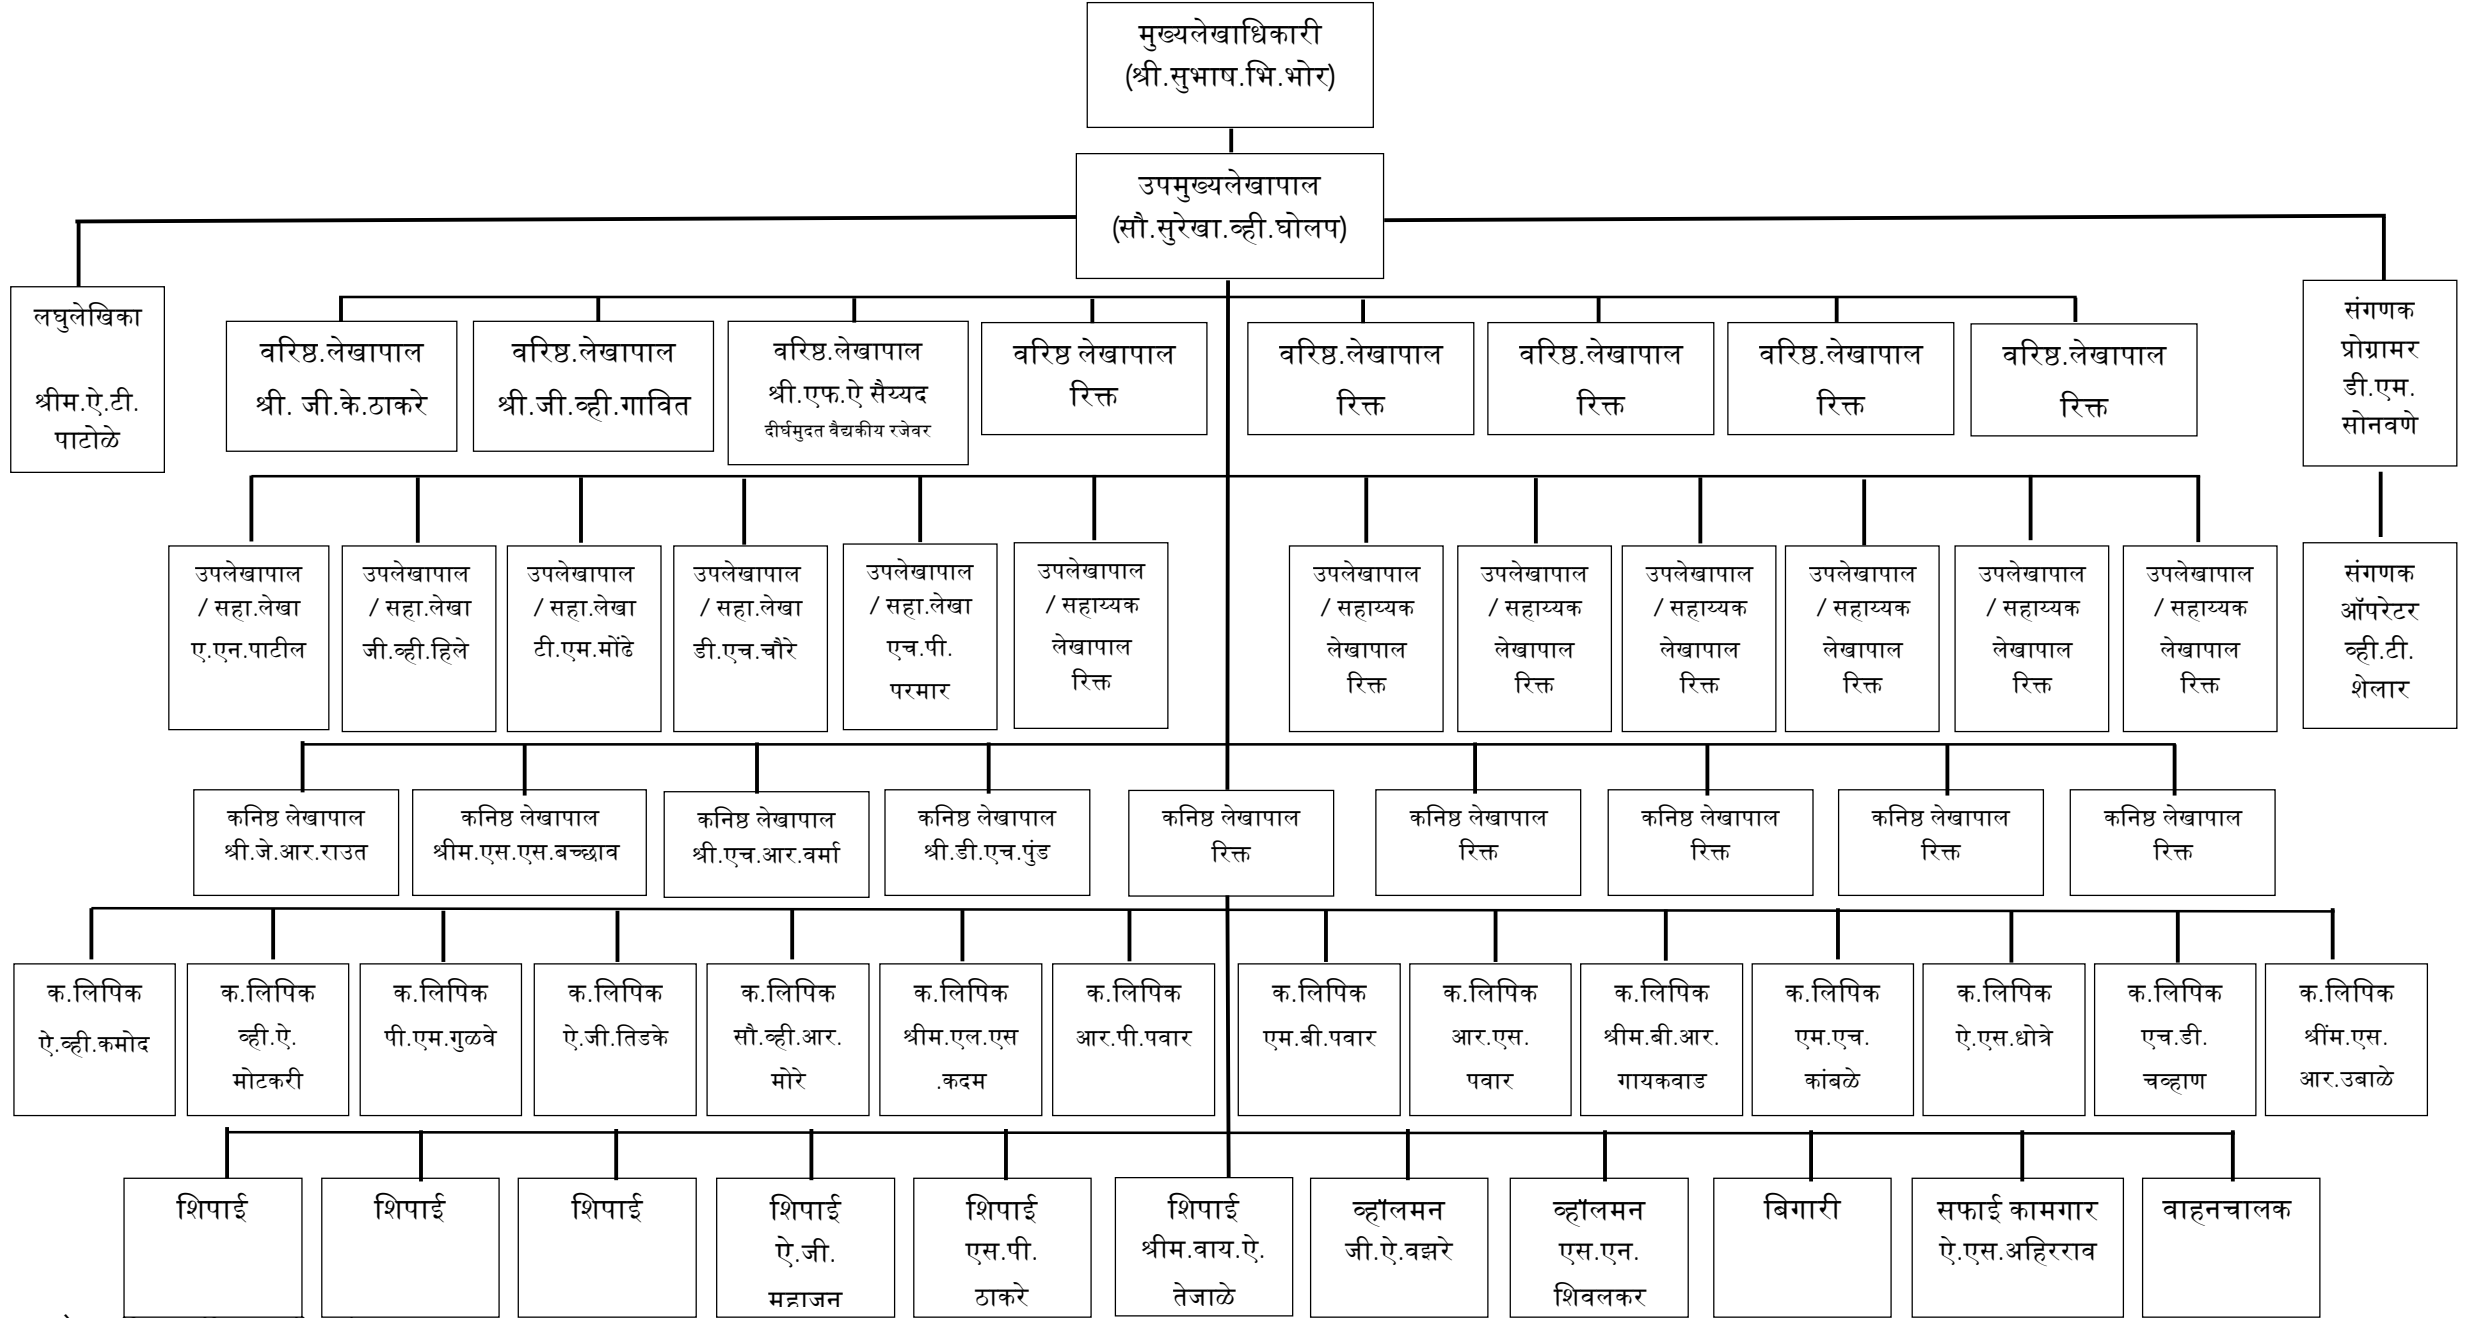 मुख्यलेखाधिकारी
(श्री.सुभाष.भि.भोर)
उपमुख्यलेखापाल
(सौ.सुरेखा.व्ही.घोलप)
लघुलेखिका
श्रीम.ऐ.टी.
पाटोळे
वरिष्ठ.लेखापाल
श्री. जी.के.ठाकरे
वरिष्ठ.लेखापाल
श्री.जी.व्ही.गावित
वरिष्ठ.लेखापाल
श्री.एफ.ऐ सैय्यद
दीर्घमुदत वैद्यकीय रजेवर
वरिष्ठ लेखापाल
रिक्त
वरिष्ठ.लेखापाल
रिक्त
वरिष्ठ.लेखापाल
रिक्त
वरिष्ठ.लेखापाल
रिक्त
वरिष्ठ.लेखापाल
रिक्त
संगणक
प्रोग्रामर
डी.एम.
सोनवणे
उपलेखापाल
/ सहा.लेखा
ए.एन.पाटील
उपलेखापाल
/ सहा.लेखा
जी.व्ही.हिले
उपलेखापाल
/ सहा.लेखा
टी.एम.मोंढे
उपलेखापाल
/ सहा.लेखा
डी.एच.चौरे
उपलेखापाल
/ सहा.लेखा
एच.पी.
परमार
उपलेखापाल
/ सहाय्यक
लेखापाल
रिक्त
उपलेखापाल
/ सहाय्यक
लेखापाल
रिक्त
उपलेखापाल
/ सहाय्यक
लेखापाल
रिक्त
उपलेखापाल
/ सहाय्यक
लेखापाल
रिक्त
उपलेखापाल
/ सहाय्यक
लेखापाल
रिक्त
उपलेखापाल
/ सहाय्यक
लेखापाल
रिक्त
उपलेखापाल
/ सहाय्यक
लेखापाल
रिक्त
संगणक
ऑपरेटर
व्ही.टी.
शेलार
कनिष्ठ लेखापाल
श्री.जे.आर.राउत
कनिष्ठ लेखापाल
श्रीम.एस.एस.बच्छाव
कनिष्ठ लेखापाल
श्री.एच.आर.वर्मा
कनिष्ठ लेखापाल
श्री.डी.एच.पुंड
कनिष्ठ लेखापाल
रिक्त
कनिष्ठ लेखापाल
रिक्त
कनिष्ठ लेखापाल
रिक्त
कनिष्ठ लेखापाल
रिक्त
कनिष्ठ लेखापाल
रिक्त
क.लिपिक
ऐ.व्ही.कमोद
क.लिपिक
व्ही.ऐ.
मोटकरी
क.लिपिक
पी.एम.गुळवे
क.लिपिक
ऐ.जी.तिडके
क.लिपिक
सौ.व्ही.आर.
मोरे
क.लिपिक
श्रीम.एल.एस
.कदम
क.लिपिक
आर.पी.पवार
क.लिपिक
एम.बी.पवार
क.लिपिक
आर.एस.
पवार
क.लिपिक
श्रीम.बी.आर.
गायकवाड
क.लिपिक
एम.एच.
कांबळे
क.लिपिक
ऐ.एस.धोत्रे
क.लिपिक
एच.डी.
चव्हाण
क.लिपिक
श्रींम.एस.
आर.उबाळे
शिपाई
शिपाई
शिपाई
शिपाई
ऐ.जी.
महाजन
शिपाई
एस.पी.
ठाकरे
शिपाई
श्रीम.वाय.ऐ.
तेजाळे
व्हॉलमन
जी.ऐ.वझरे
व्हॉलमन
एस.एन.
शिवलकर
बिगारी
सफाई कामगार
ऐ.एस.अहिरराव
वाहनचालक